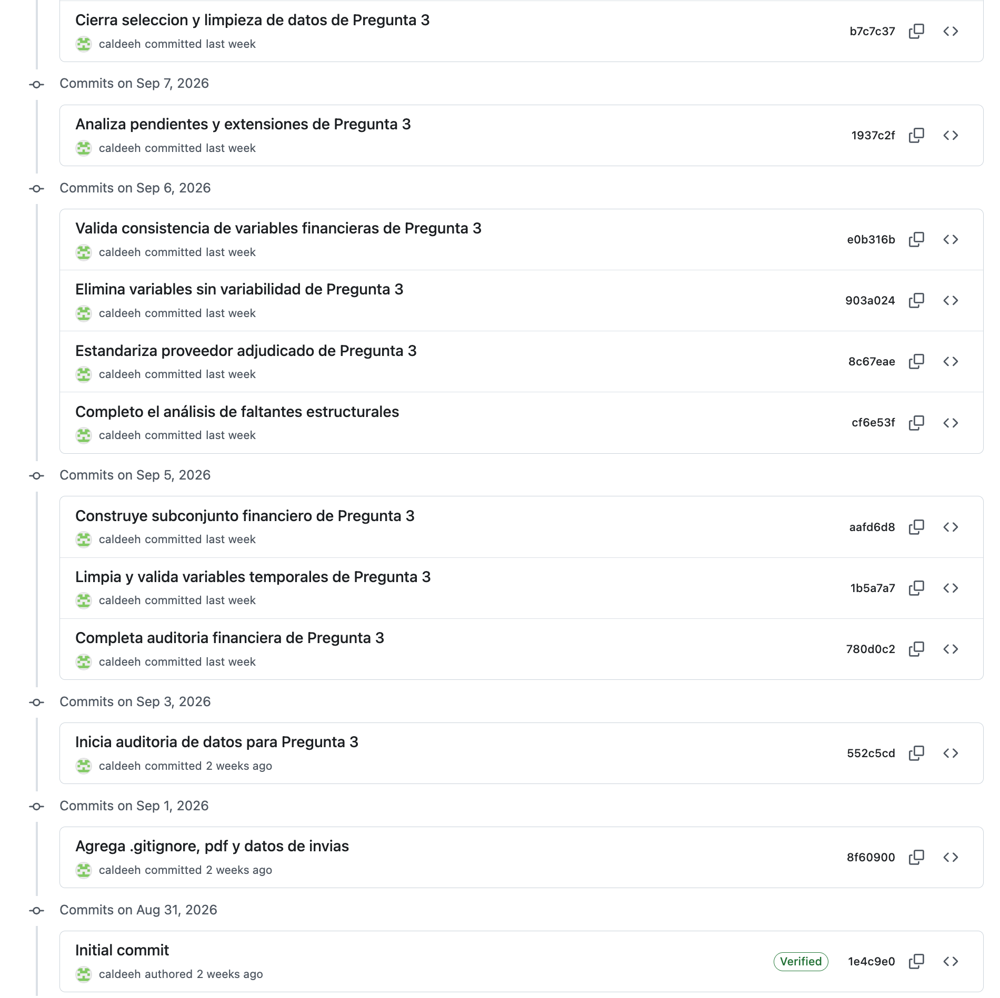 Cierra seleccion y limpieza de datos de Pregunta 3
b7c7c37
caldeeh committed last week
Commits on Sep 7, 2026
Analiza pendientes y extensiones de Pregunta 3
1937c2f
caldeeh committed last week
Commits on Sep 6, 2026
Valida consistencia de variables financieras de Pregunta 3
e0b316b
caldeeh committed last week
Elimina variables sin variabilidad de Pregunta 3
903a024
caldeeh committed last week
Estandariza proveedor adjudicado de Pregunta 3
8c67eae
caldeeh committed last week
Completo el análisis de faltantes estructurales
cf6e53f
caldeeh committed last week
Commits on Sep 5, 2026
Construye subconjunto financiero de Pregunta 3
aafd6d8
caldeeh committed last week
Limpia y valida variables temporales de Pregunta 3
1b5a7a7
caldeeh committed last week
Completa auditoria financiera de Pregunta 3
780d0c2
caldeeh committed last week
Commits on Sep 3, 2026
Inicia auditoria de datos para Pregunta 3
552c5cd
caldeeh committed 2 weeks ago
Commits on Sep 1, 2026
Agrega .gitignore, pdf y datos de invias
8f60900
caldeeh committed 2 weeks ago
Commits on Aug 31, 2026
Initial commit
Verified
1e4c9e0
caldeeh authored 2 weeks ago